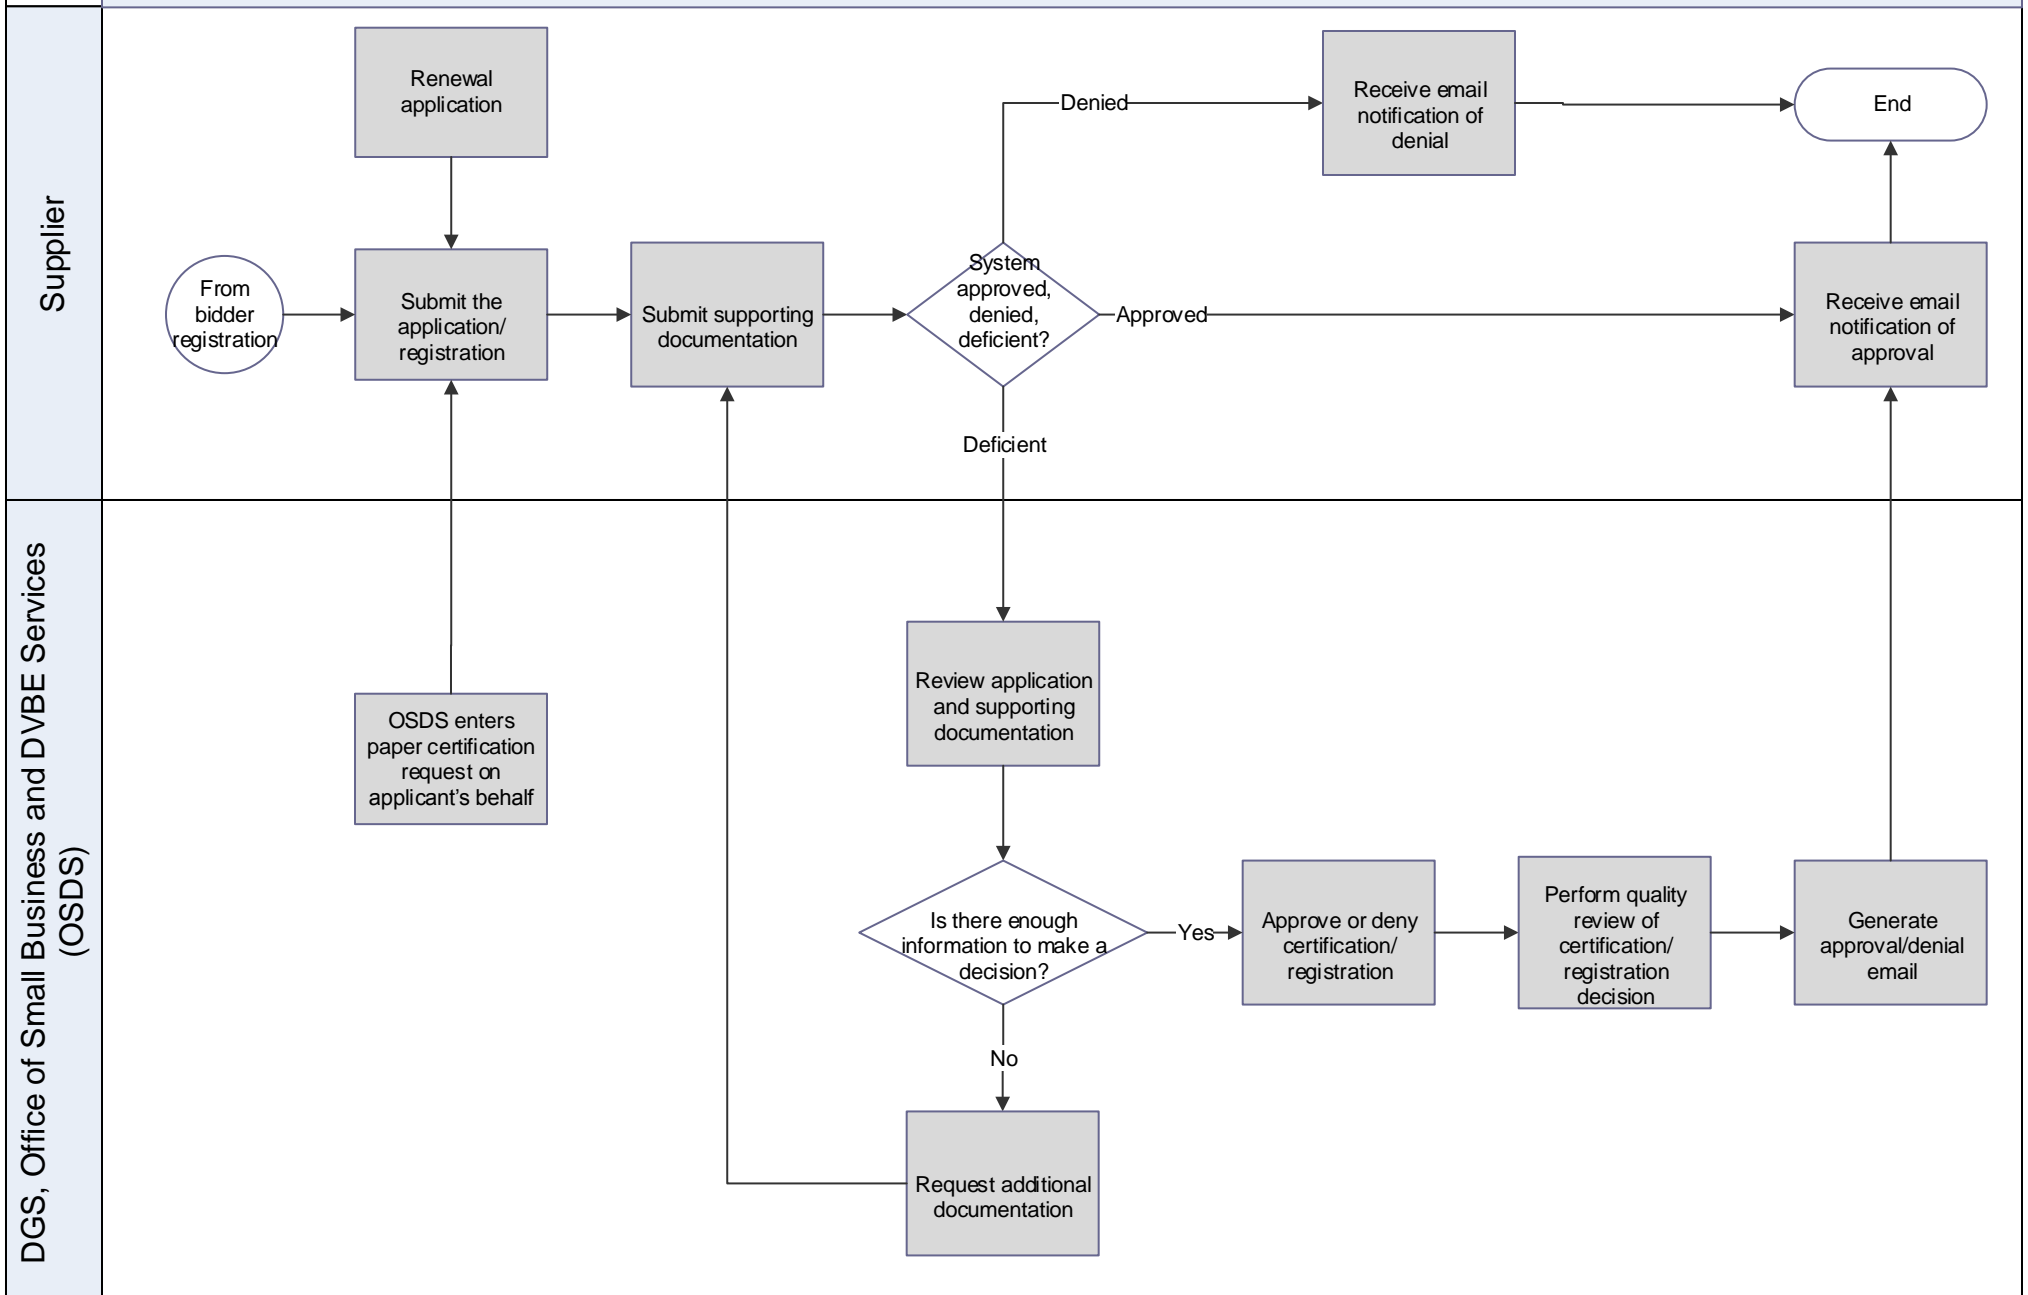 Supplier
Renewal
application
From
bidder
registration
Submit the
application/
registration
Submit supporting
documentation
System
approved,
denied,
deficient?
Denied
Receive email
notification of
denial
End
Approved
Receive email
notification of
approval
Deficient
DGS, Office of Small Business and DVBE Services
(OSDS)
OSDS enters
paper certification
request on
applicant’s behalf
Review application
and supporting
documentation
Is there enough
information to make a
decision?
Yes
Approve or deny
certification/
registration
Perform quality
review of
certification/
registration
decision
Generate
approval/denial
email
No
Request additional
documentation